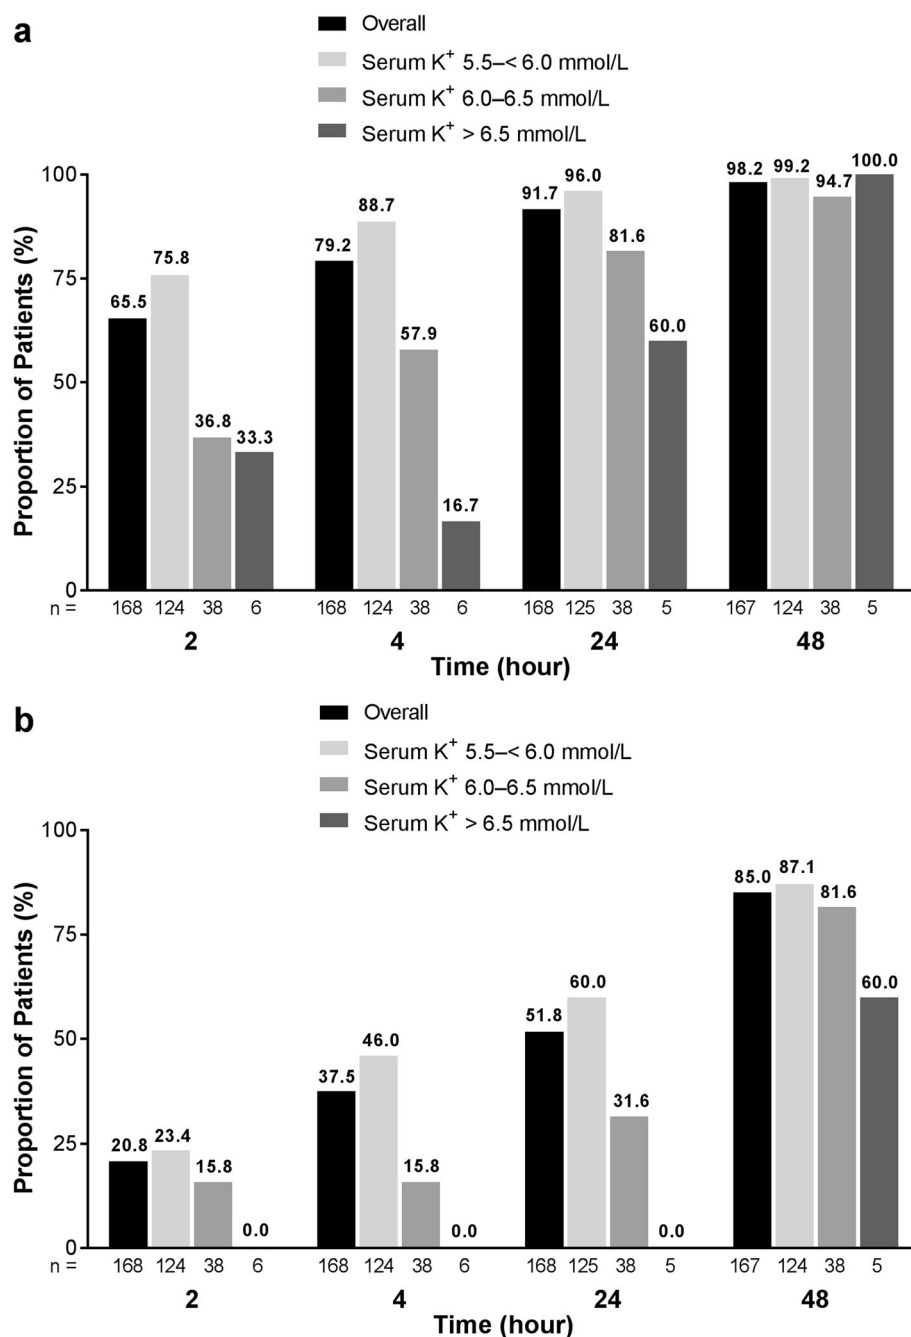 a
Overall
Serum K+ 5.5–< 6.0 mmol/L
Serum K+ 6.0–6.5 mmol/L
Serum K+ > 6.5 mmol/L
Proportion of Patients (%)
100
75
50
25
0
65.5 75.8 36.8 33.3
79.2 88.7 57.9 16.7
91.7 96.0 81.6 60.0
98.2 99.2 94.7 100.0
n = 168 124 38 6 168 124 38 6 168 125 38 5 167 124 38 5
2 4 24 48
Time (hour)
b
Overall
Serum K+ 5.5–< 6.0 mmol/L
Serum K+ 6.0–6.5 mmol/L
Serum K+ > 6.5 mmol/L
Proportion of Patients (%)
100
75
50
25
0
20.8 23.4 15.8 0.0
37.5 46.0 15.8 0.0
51.8 60.0 31.6 0.0
85.0 87.1 81.6 60.0
n = 168 124 38 6 168 124 38 6 168 125 38 5 167 124 38 5
2 4 24 48
Time (hour)